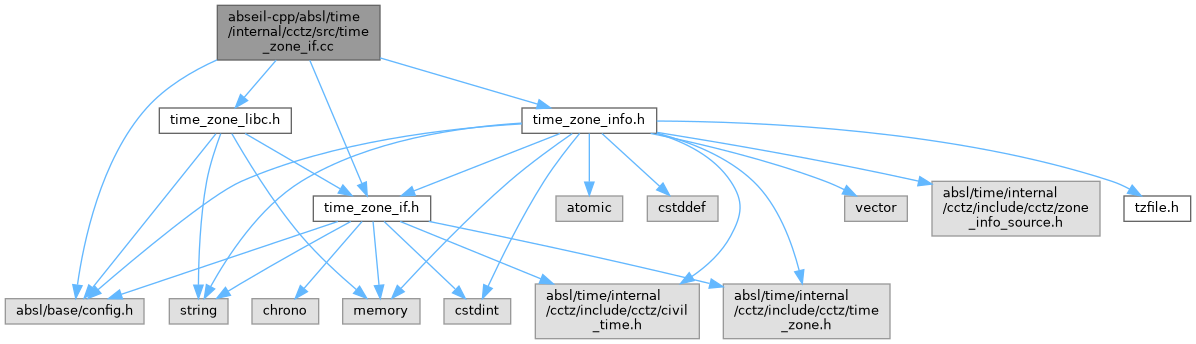 abseil-cpp/absl/time
/internal/cctz/src/time
_zone_if.cc
time_zone_libc.h
time_zone_info.h
time_zone_if.h
atomic
cstddef
vector
absl/time/internal
/cctz/include/cctz/zone
_info_source.h
tzfile.h
absl/base/config.h
string
chrono
memory
cstdint
absl/time/internal
/cctz/include/cctz/civil
_time.h
absl/time/internal
/cctz/include/cctz/time
_zone.h